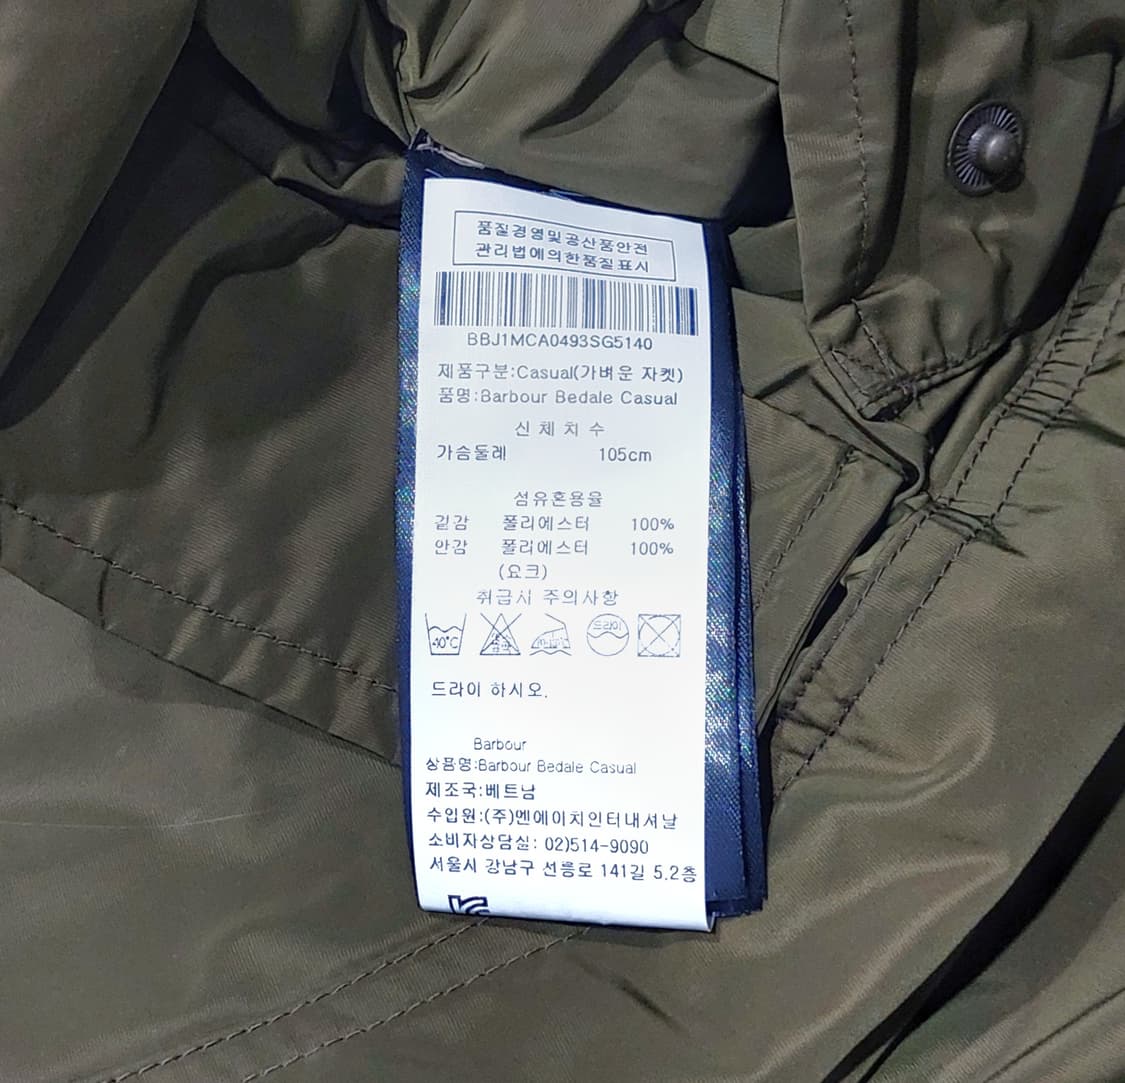 품질경영및공산품안전
관리법에의한품질표시
BBJ1MCA0493SG5140
제품구분:Casual(가벼운 자켓)
품명:Barbour Bedale Casual
신체치수
가슴둘레 105cm
섬유혼용율
겉감 폴리에스터 100%
안감 폴리에스터 100%
(요크)
취급시 주의사항
40°C 드라이
드라이 하시오.
Barbour
상품명:Barbour Bedale Casual
제조국:베트남
수입원:(주)엔에이치인터내셔날
소비자상담실: 02)514-9090
서울시 강남구 선릉로 141길 5.2층